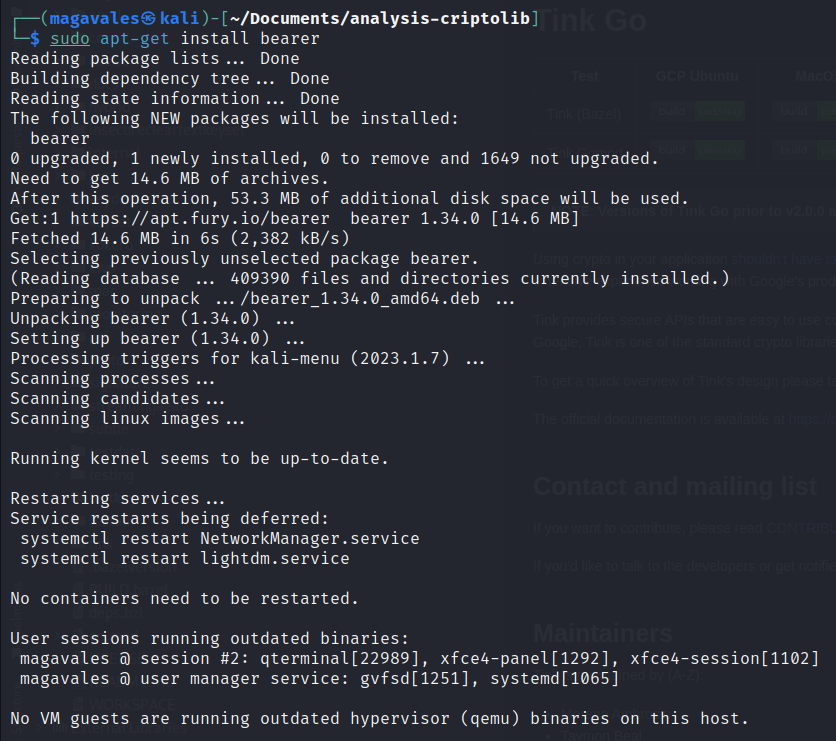 ┌──(magavales㉿kali)-[~/Documents/analysis-criptolib]
└─$ sudo apt-get install bearer
Reading package lists... Done
Building dependency tree... Done
Reading state information... Done
The following NEW packages will be installed:
  bearer
0 upgraded, 1 newly installed, 0 to remove and 1649 not upgraded.
Need to get 14.6 MB of archives.
After this operation, 53.3 MB of additional disk space will be used.
Get:1 https://apt.fury.io/bearer  bearer 1.34.0 [14.6 MB]
Fetched 14.6 MB in 6s (2,382 kB/s)
Selecting previously unselected package bearer.
(Reading database ... 409390 files and directories currently installed.)
Preparing to unpack .../bearer_1.34.0_amd64.deb ...
Unpacking bearer (1.34.0) ...
Setting up bearer (1.34.0) ...
Processing triggers for kali-menu (2023.1.7) ...
Scanning processes...
Scanning candidates...
Scanning linux images...
Running kernel seems to be up-to-date.
Restarting services...
Service restarts being deferred:
 systemctl restart NetworkManager.service
 systemctl restart lightdm.service
No containers need to be restarted.
User sessions running outdated binaries:
 magavales @ session #2: qterminal[22989], xfce4-panel[1292], xfce4-session[1102]
 magavales @ user manager service: gvfsd[1251], systemd[1065]
No VM guests are running outdated hypervisor (qemu) binaries on this host.
Tink Go
Test GCP Ubuntu MacO
Tink (Bazel)
Contact and mailing list
Maintainers
WORKSPACE